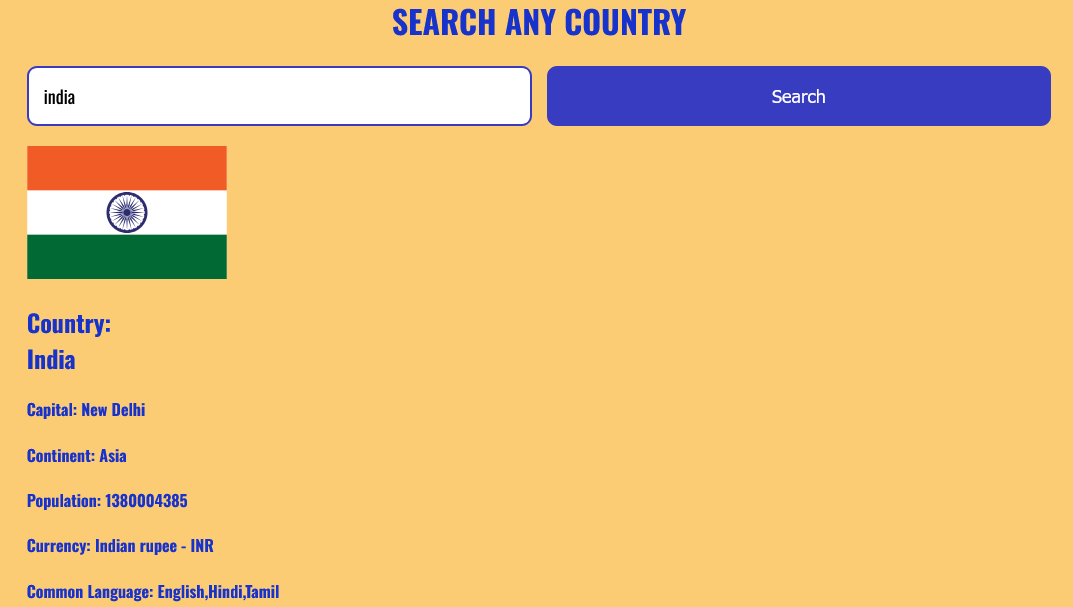 SEARCH ANY COUNTRY
india
Search
Country:
India
Capital: New Delhi
Continent: Asia
Population: 1380004385
Currency: Indian rupee - INR
Common Language: English,Hindi,Tamil